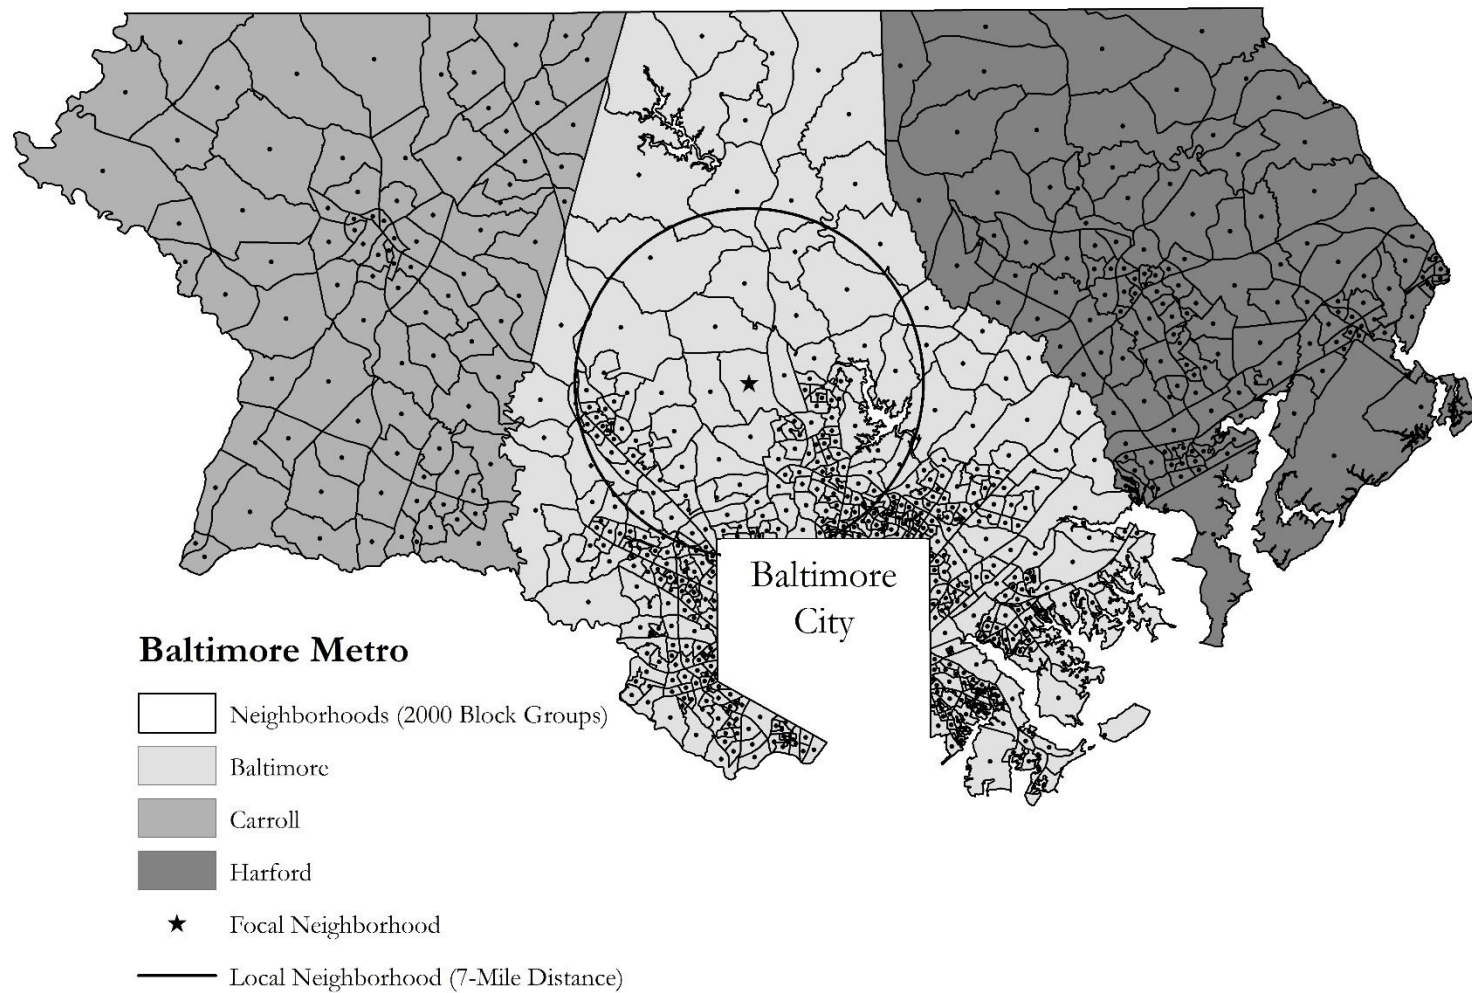 Baltimore
City
Baltimore Metro
Neighborhoods (2000 Block Groups)
Baltimore
Carroll
Harford
Focal Neighborhood
Local Neighborhood (7-Mile Distance)